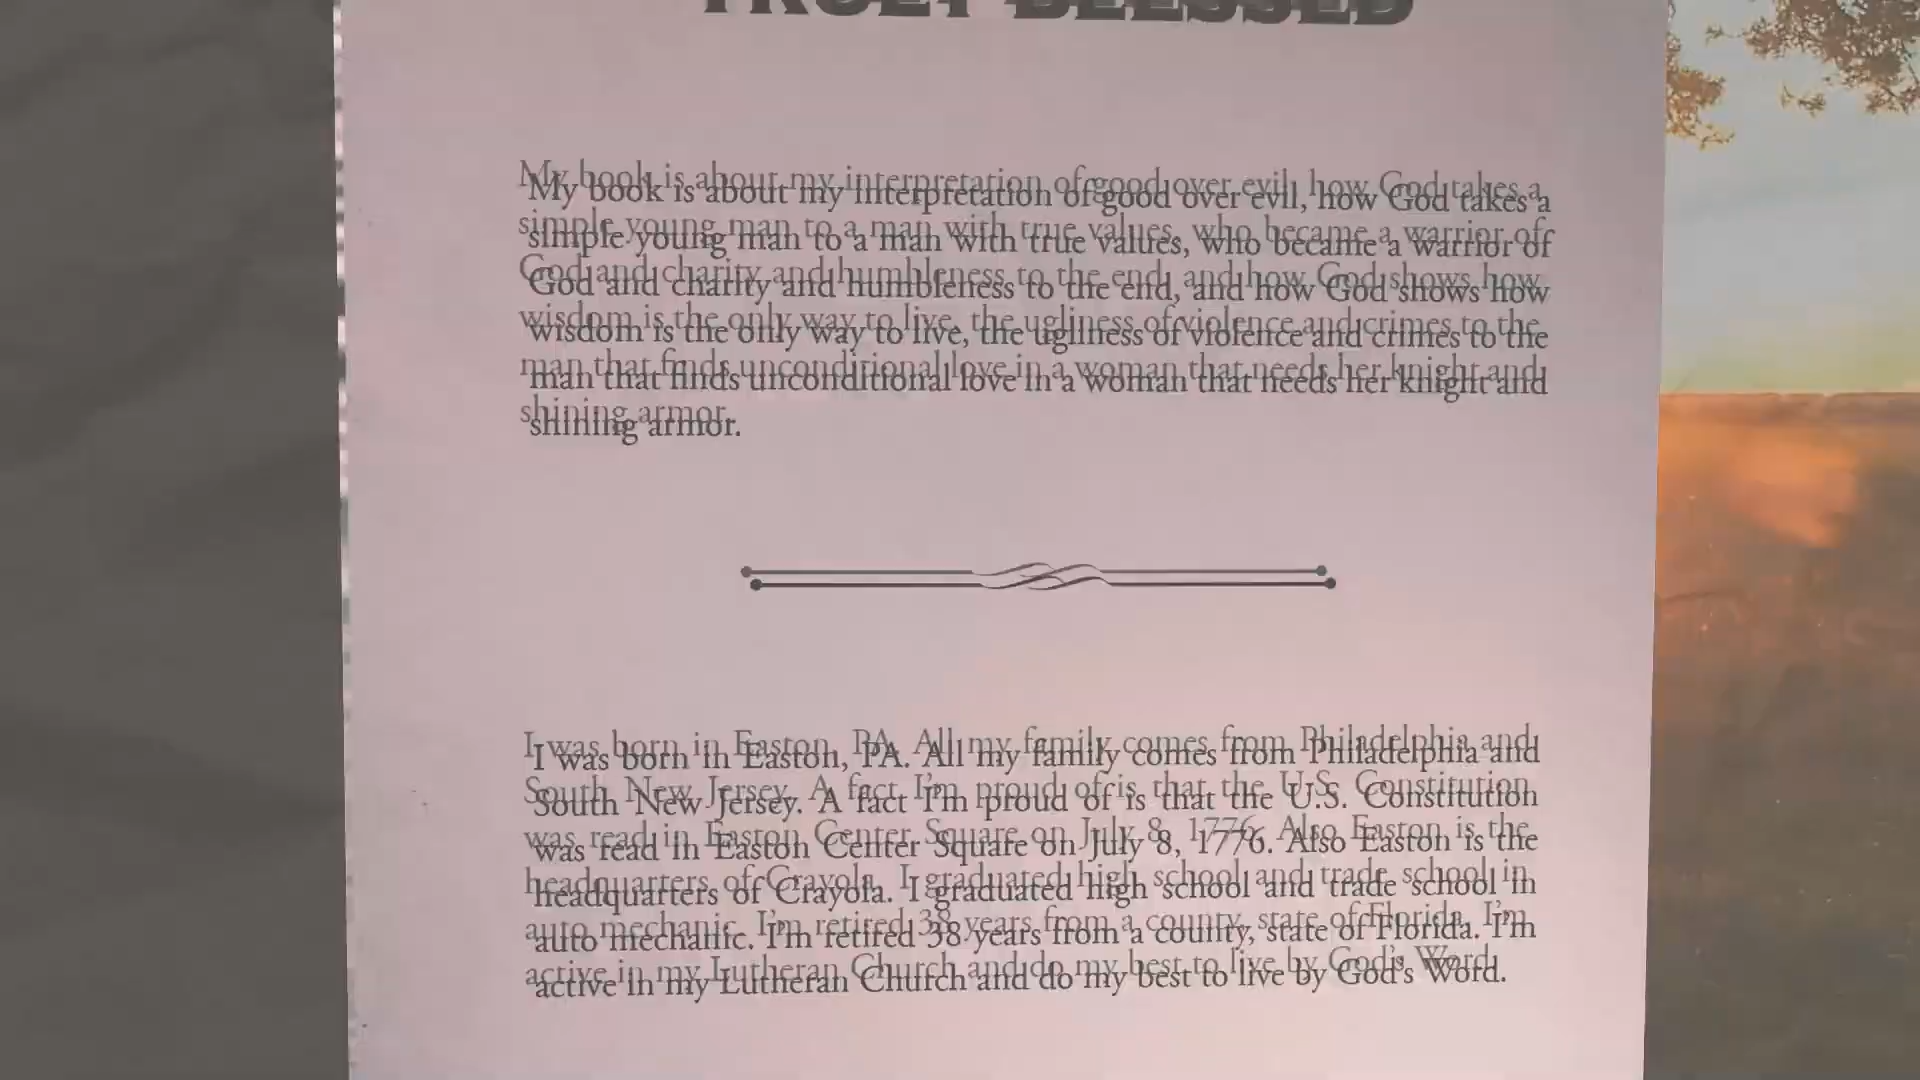 TRULY BLESSED
My book is about my interpretation of good over evil, how God takes a
simple young man to a man with true values, who became a warrior of
God and charity and humbleness to the end, and how God shows how
wisdom is the only way to live, the ugliness of violence and crimes to the
man that finds unconditional love in a woman that needs her knight and
shining armor.
I was born in Easton, PA. All my family comes from Philadelphia and
South New Jersey. A fact I'm proud of is that the U.S. Constitution
was read in Easton Center Square on July 8, 1776. Also Easton is the
headquarters of Crayola. I graduated high school and trade school in
auto mechanic. I'm retired 38 years from a county, state of Florida. I'm
active in my Lutheran Church and do my best to live by God's Word.